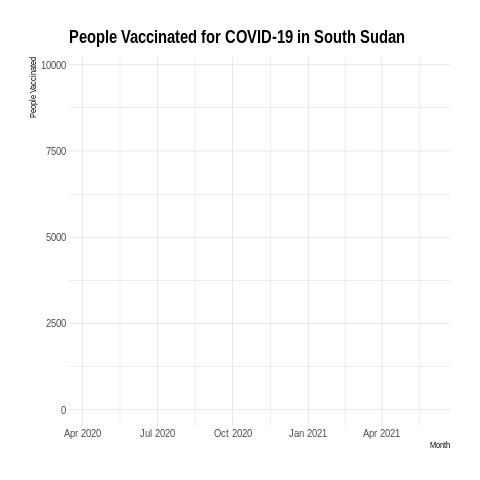 People Vaccinated for COVID-19 in South Sudan
People Vaccinated
10000
7500
5000
2500
0
Apr 2020 Jul 2020 Oct 2020 Jan 2021 Apr 2021
Month